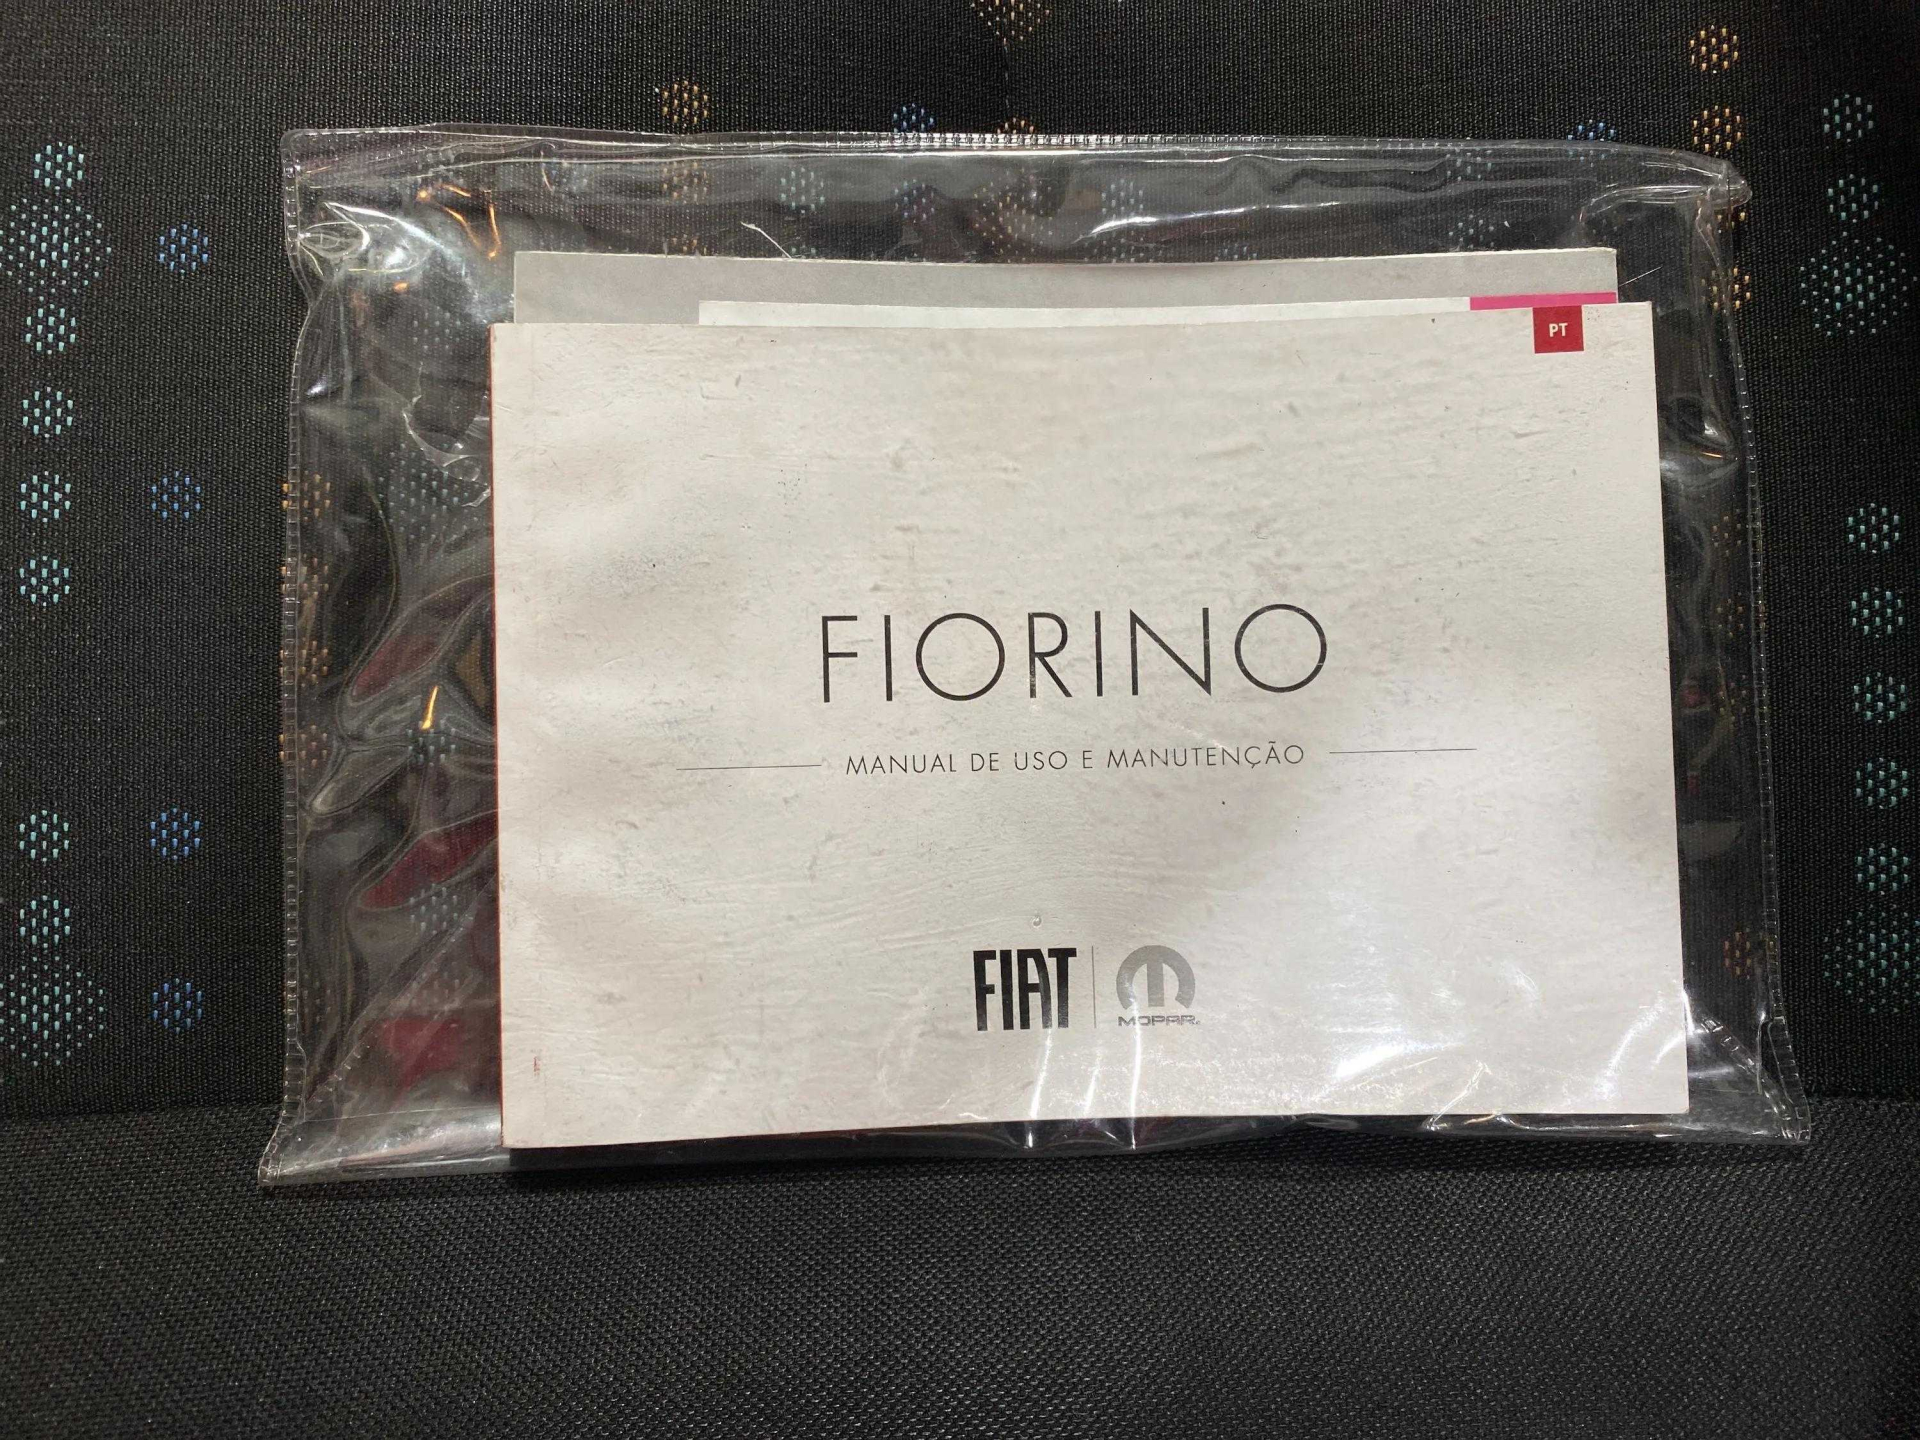 PT
FIORINO
MANUAL DE USO E MANUTENÇÃO
FIAT
MOPAR.